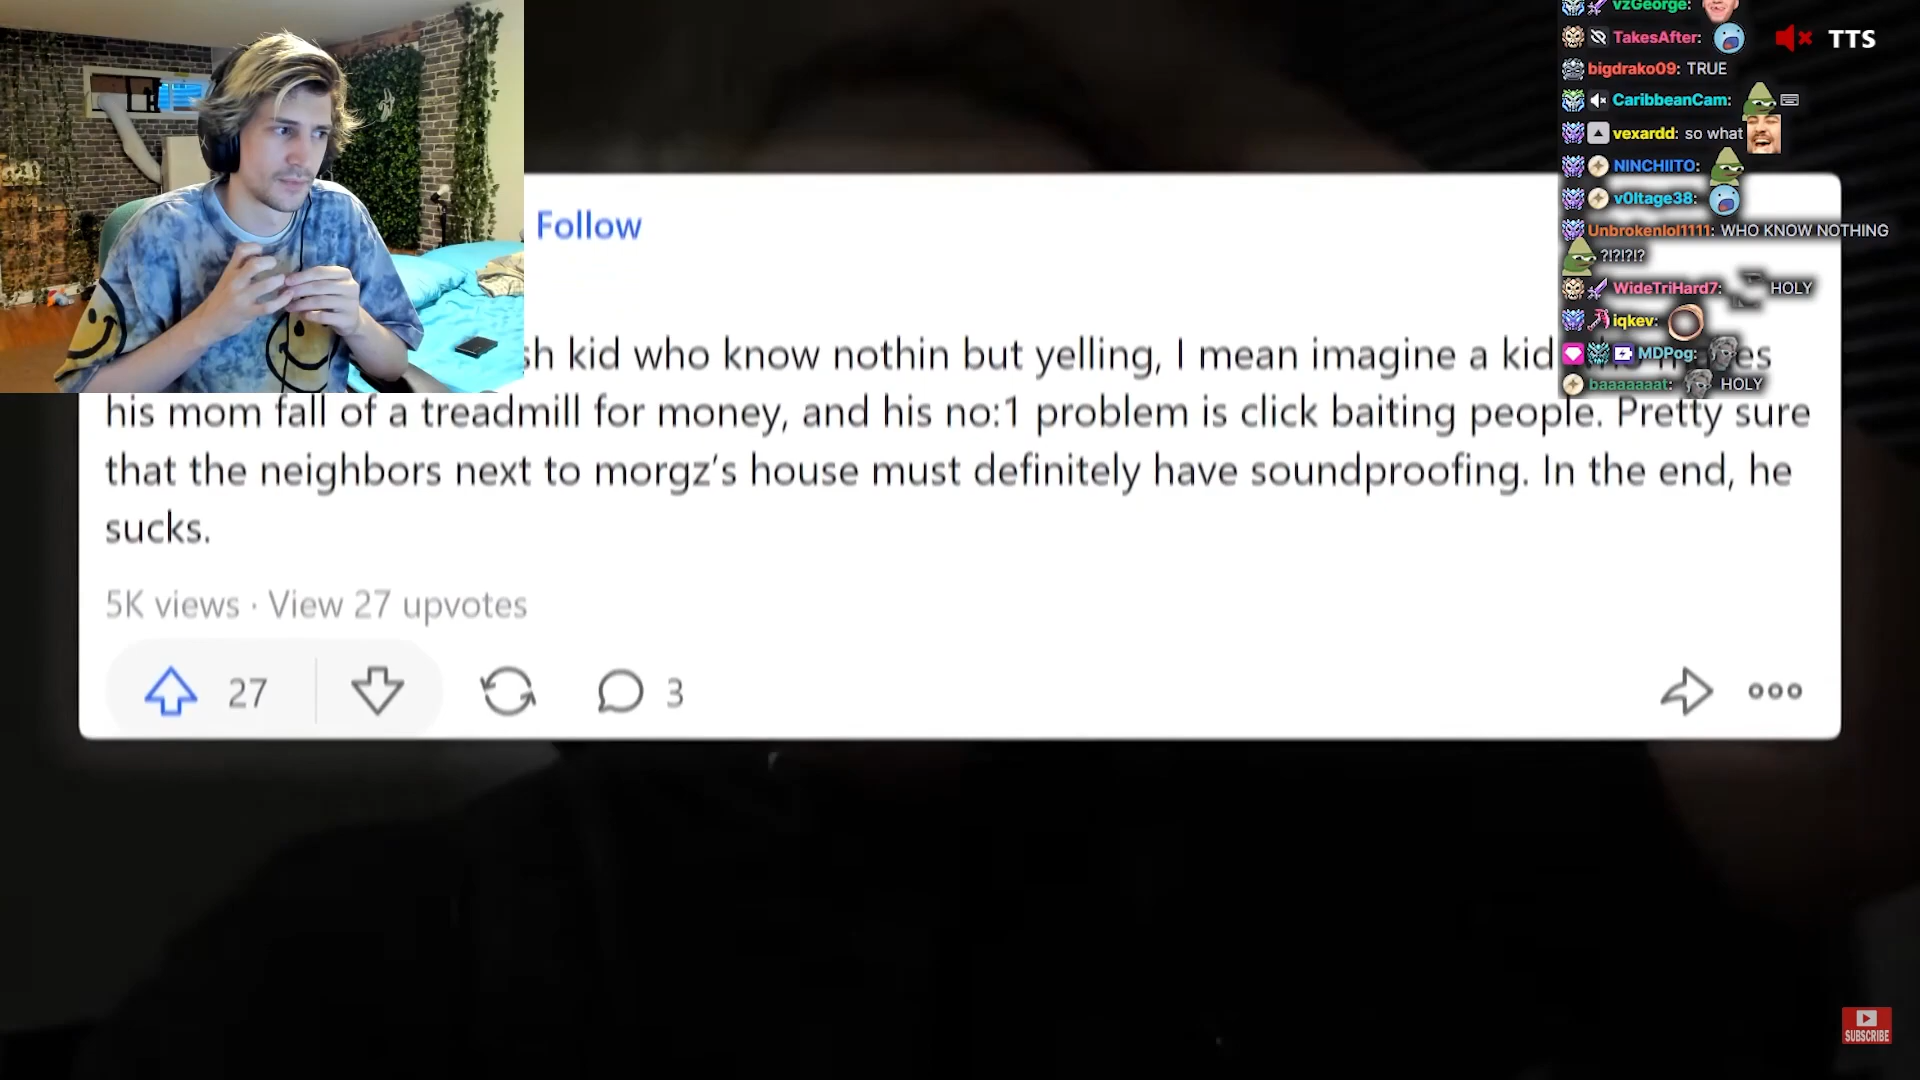 vzGeorge:
TakesAfter:
TTS
bigdrako09: TRUE
CaribbeanCam:
vexardd: so what
NINCHIITO:
v0ltage38:
Unbrokenlol1111: WHO KNOW NOTHING
?!?!?!?
WideTriHard7: HOLY
iqkev:
MDPog:
baaaaaaat: HOLY
Follow
sh kid who know nothin but yelling, I mean imagine a kid es
his mom fall of a treadmill for money, and his no:1 problem is click baiting people. Pretty sure
that the neighbors next to morgz's house must definitely have soundproofing. In the end, he
sucks.
5K views · View 27 upvotes
27
3
SUBSCRIBE